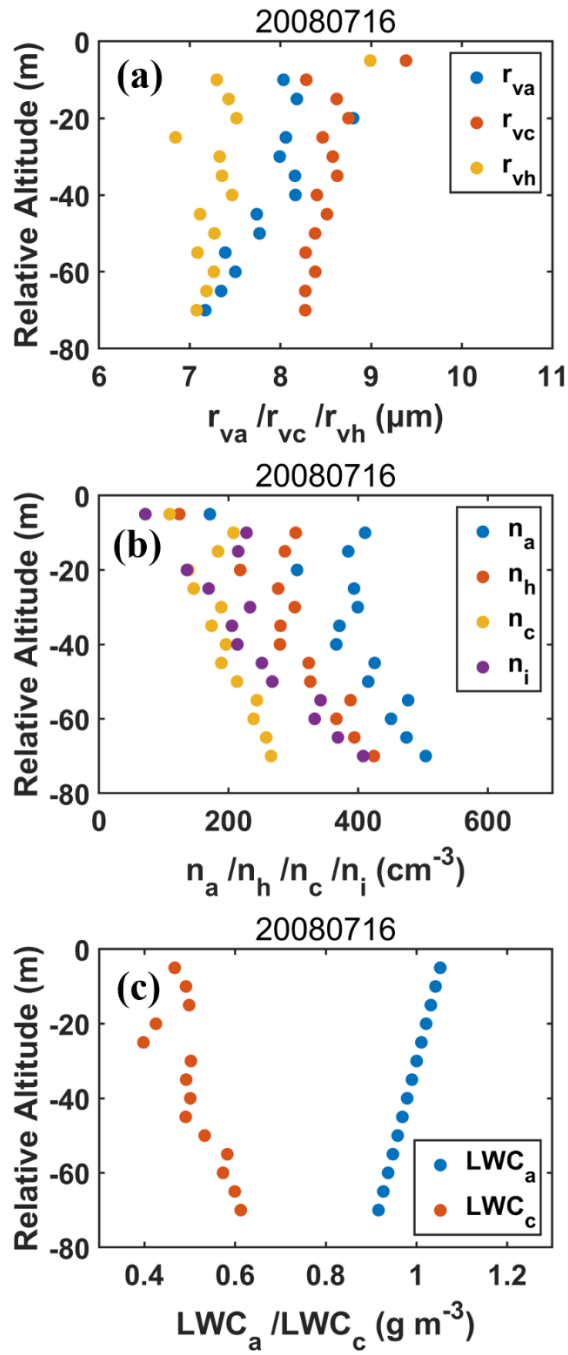 20080716
(a)
r_va
r_vc
r_vh
0
-20
-40
-60
-80
Relative Altitude (m)
6 7 8 9 10 11
r_va /r_vc /r_vh (μm)
20080716
(b)
n_a
n_h
n_c
n_i
0
-20
-40
-60
-80
Relative Altitude (m)
0 200 400 600
n_a /n_h /n_c /n_i (cm^-3)
20080716
(c)
0
-20
-40
-60
-80
Relative Altitude (m)
LWC_a
LWC_c
0.4 0.6 0.8 1 1.2
LWC_a /LWC_c (g m^-3)